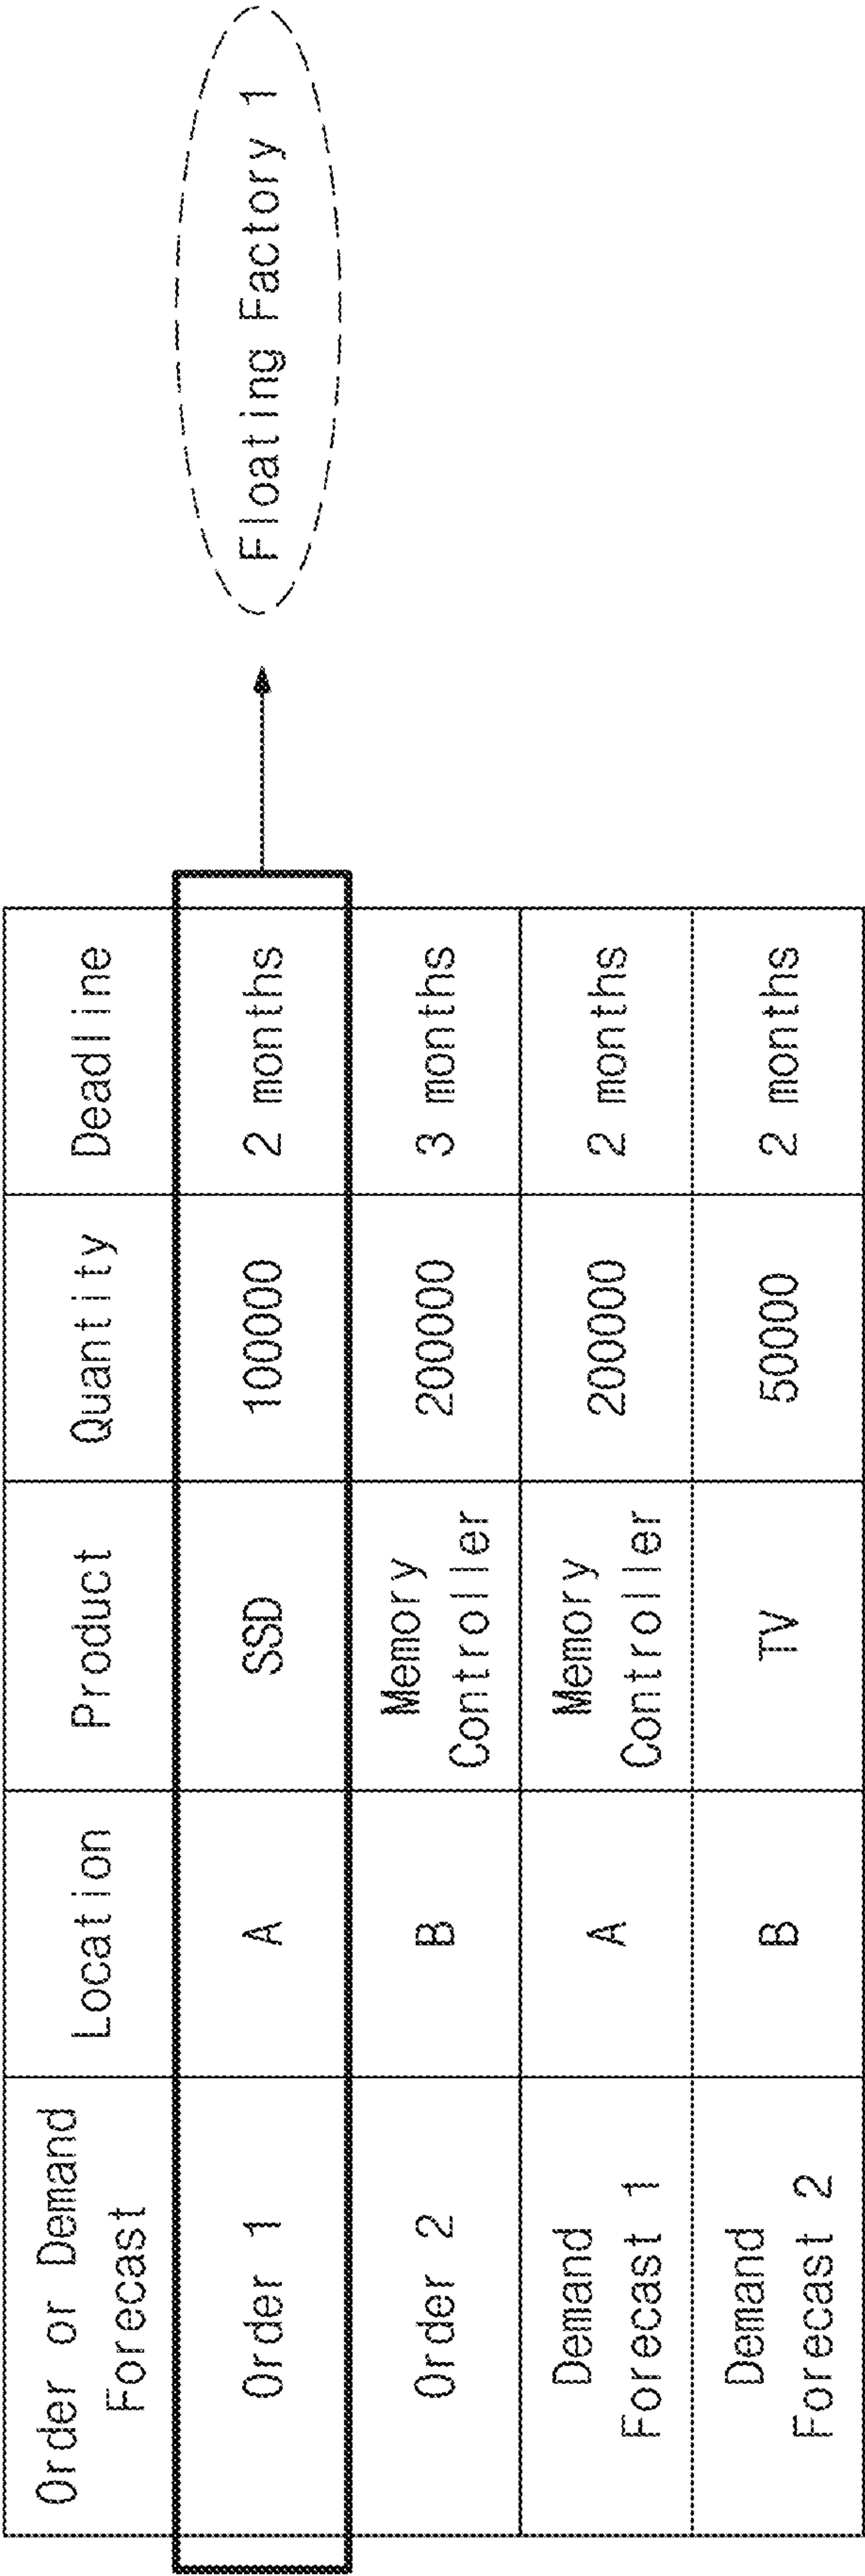 Order or Demand
Forecast
Location
Product
Quantity
Deadline
Order 1
A
SSD
100000
2 months
Floating Factory 1
Order 2
B
Memory
Controller
200000
3 months
Demand
Forecast 1
A
Memory
Controller
200000
2 months
Demand
Forecast 2
B
TV
50000
2 months